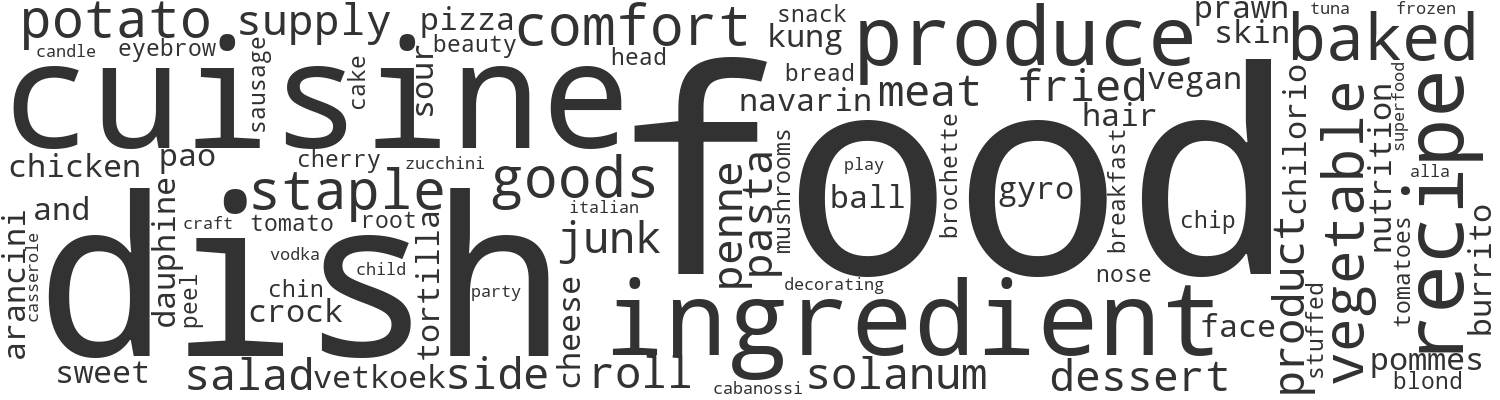 potato
supply
pizza
comfort
snack
kung
produce
prawn
skin
tuna
frozen
baked
candle
eyebrow
beauty
head
cuisine
sausage
cake
sour
bread
navarin
meat
fried
vegan
hair
food
chicken
pao
cherry
zucchini
staple
goods
penne
pasta
mushrooms
play
ball
brochette
gyro
breakfast
chip
chilorio
vegetable
nutrition
superfood
recipe
alla
arancini
and
casserole
dauphine
craft
tomato
root
italian
junk
dish
vodka
child
tortilla
party
peel
chin
crock
cheese
decorating
nose
ingredient
face
product
stuffed
tomatoes
burrito
sweet
salad
vetkoek
side
roll
cabanossi
solanum
dessert
pommes
blond